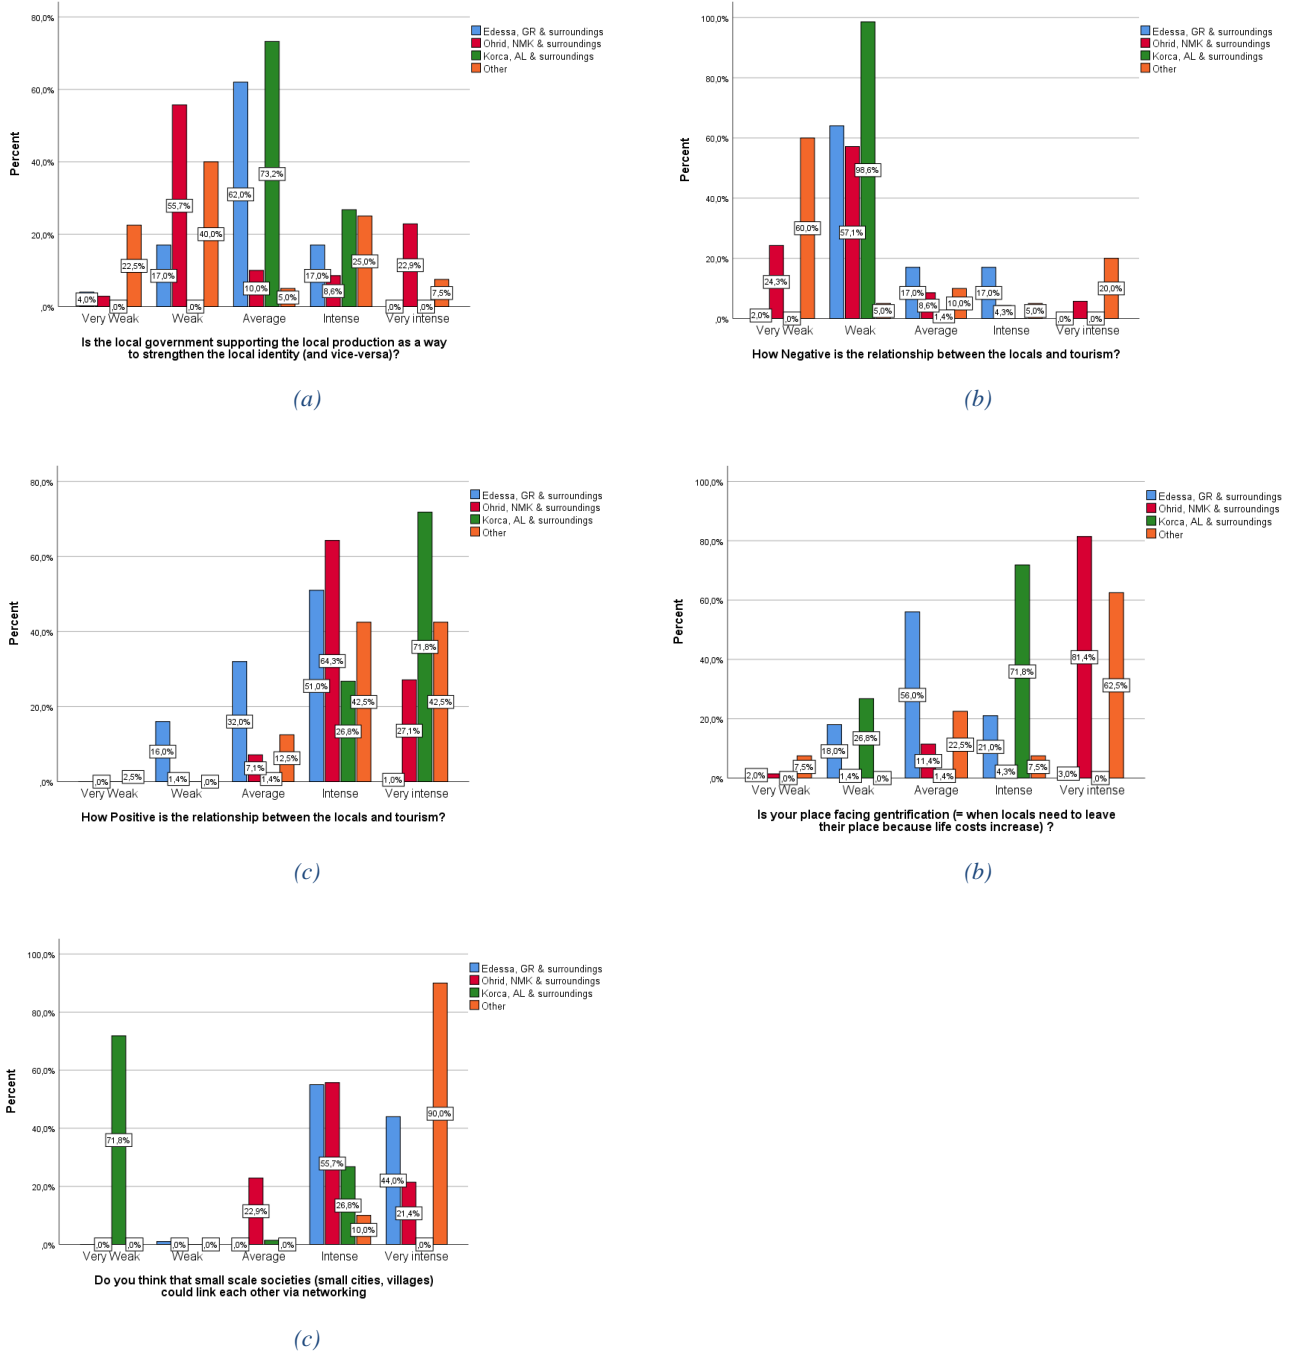 80,0%
60,0%
40,0%
20,0%
,0%
Percent
4,0%
,0%
22,5%
17,0%
55,7%
,0%
40,0%
62,0%
10,0%
73,2%
5,0%
17,0%
8,6%
25,0%
,0%
22,9%
,0%
7,5%
Very Weak Weak Average Intense Very intense
Is the local government supporting the local production as a way
to strengthen the local identity (and vice-versa)?
Edessa, GR & surroundings
Ohrid, NMK & surroundings
Korca, AL & surroundings
Other
(a)
100,0%
80,0%
60,0%
40,0%
20,0%
,0%
Percent
2,0%
24,3%
,0%
60,0%
57,1%
98,6%
5,0%
17,0%
8,6%
1,4%
10,0%
17,0%
4,3%
5,0%
,0%
,0%
20,0%
Very Weak Weak Average Intense Very intense
How Negative is the relationship between the locals and tourism?
Edessa, GR & surroundings
Ohrid, NMK & surroundings
Korca, AL & surroundings
Other
(b)
80,0%
60,0%
40,0%
20,0%
,0%
Percent
,0%
2,5%
16,0%
1,4%
,0%
32,0%
7,1%
1,4%
12,5%
51,0%
64,3%
26,8%
42,5%
1,0%
27,1%
71,8%
42,5%
Very Weak Weak Average Intense Very intense
How Positive is the relationship between the locals and tourism?
Edessa, GR & surroundings
Ohrid, NMK & surroundings
Korca, AL & surroundings
Other
(c)
100,0%
80,0%
60,0%
40,0%
20,0%
,0%
Percent
2,0%
,0%
7,5%
18,0%
1,4%
26,8%
,0%
56,0%
11,4%
1,4%
22,5%
21,0%
4,3%
71,8%
7,5%
3,0%
81,4%
,0%
62,5%
Very Weak Weak Average Intense Very intense
Is your place facing gentrification (= when locals need to leave
their place because life costs increase) ?
Edessa, GR & surroundings
Ohrid, NMK & surroundings
Korca, AL & surroundings
Other
(b)
100,0%
80,0%
60,0%
40,0%
20,0%
,0%
Percent
,0%
71,8%
,0%
,0%
,0%
,0%
22,9%
,0%
55,7%
26,8%
10,0%
44,0%
21,4%
,0%
90,0%
Very Weak Weak Average Intense Very intense
Do you think that small scale societies (small cities, villages)
could link each other via networking
Edessa, GR & surroundings
Ohrid, NMK & surroundings
Korca, AL & surroundings
Other
(c)